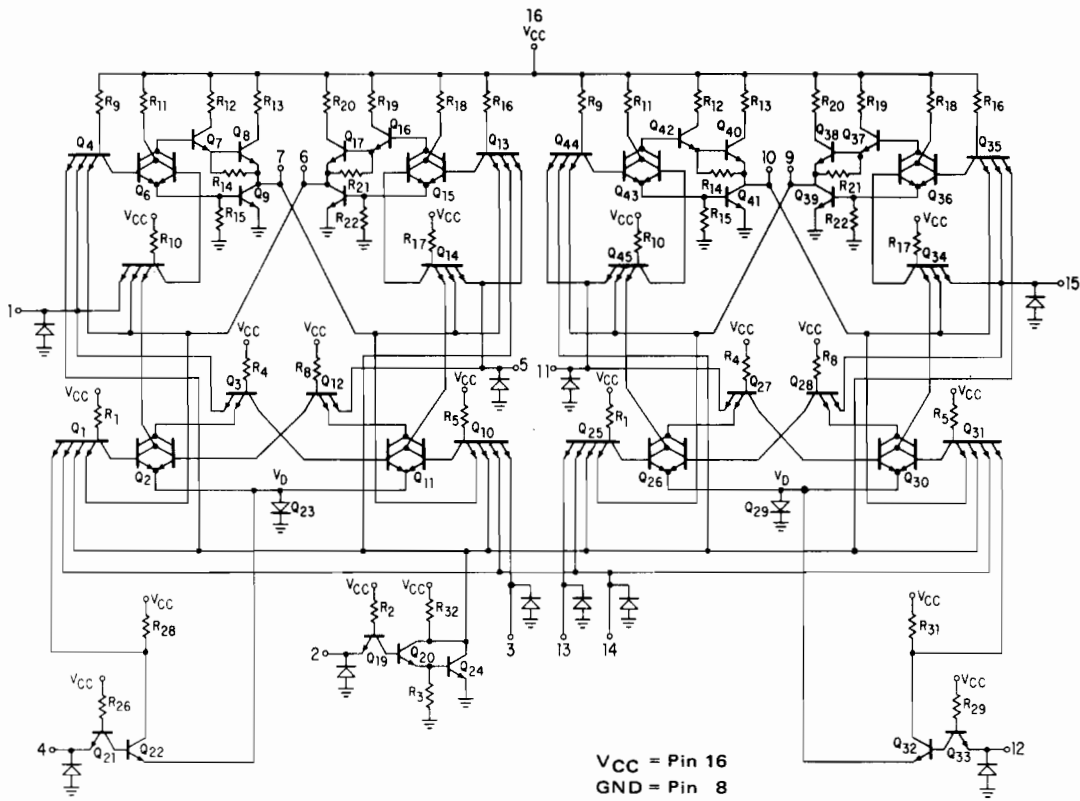 16
VCC
R9 R11 R12 R13 R20 R19 R18 R16 R9 R11 R12 R13 R20 R19 R18 R16
Q4 Q7 Q8 Q17 Q16 Q13 Q44 Q42 Q40 Q38 Q37 Q35
7 6 10 9
Q6 R14 Q9 R21 Q15 Q43 R14 Q41 Q39 R21 Q36
R15 R22 R15 R22
VCC VCC VCC VCC
R10 R17 Q14 Q45 R10 R17 Q34
1 15
VCC VCC VCC VCC
5 11
R4 R8 R4 R8
Q3 Q12 Q27 Q28
VCC VCC VCC VCC
R1 R5 R1 R5
Q1 Q10 Q25 Q31
Q2 VD Q11 Q26 VD Q30
Q23 Q29
VCC VCC VCC VCC
R28 R2 R32 R31
2 Q19 Q20 Q24 3 13 14
R3
VCC VCC
R26 R29
4 Q21 Q22 Q32 Q33 12
VCC = Pin 16
GND = Pin 8